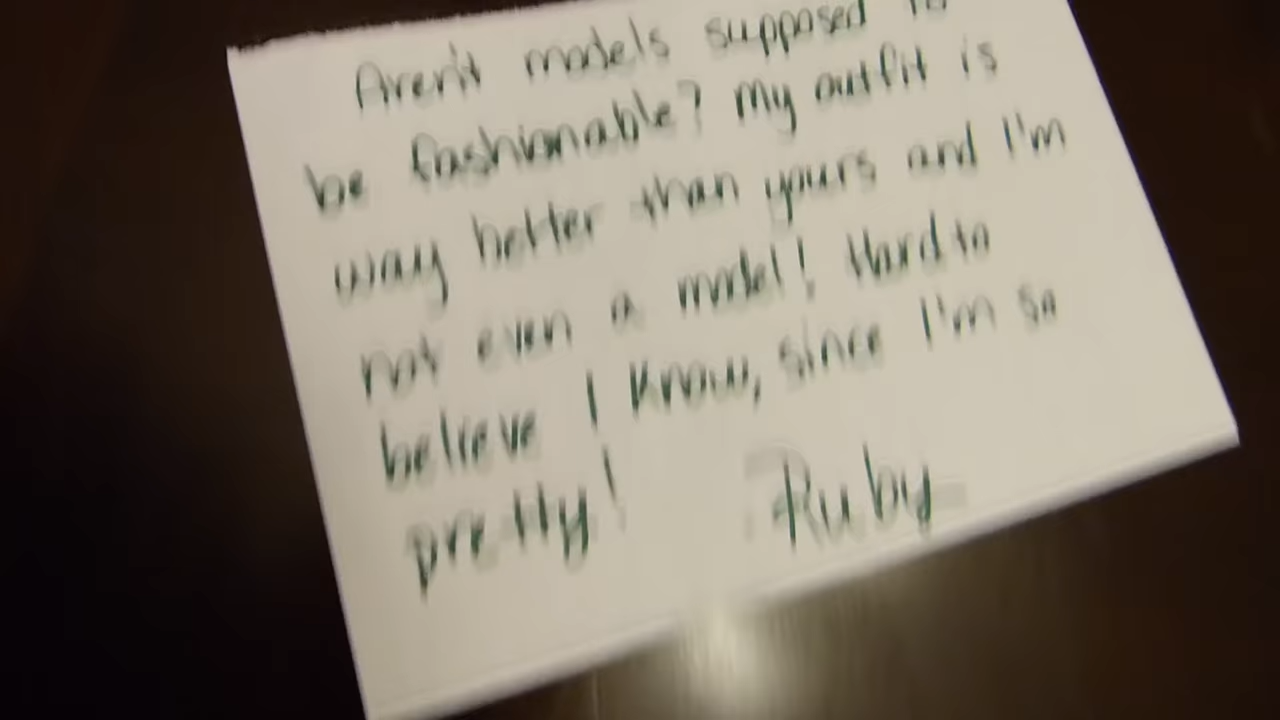 Aren't models supposed to
be fashionable? My outfit is
way better than yours and I'm
not even a model! Hard to
believe I know, since I'm so
pretty!
Ruby